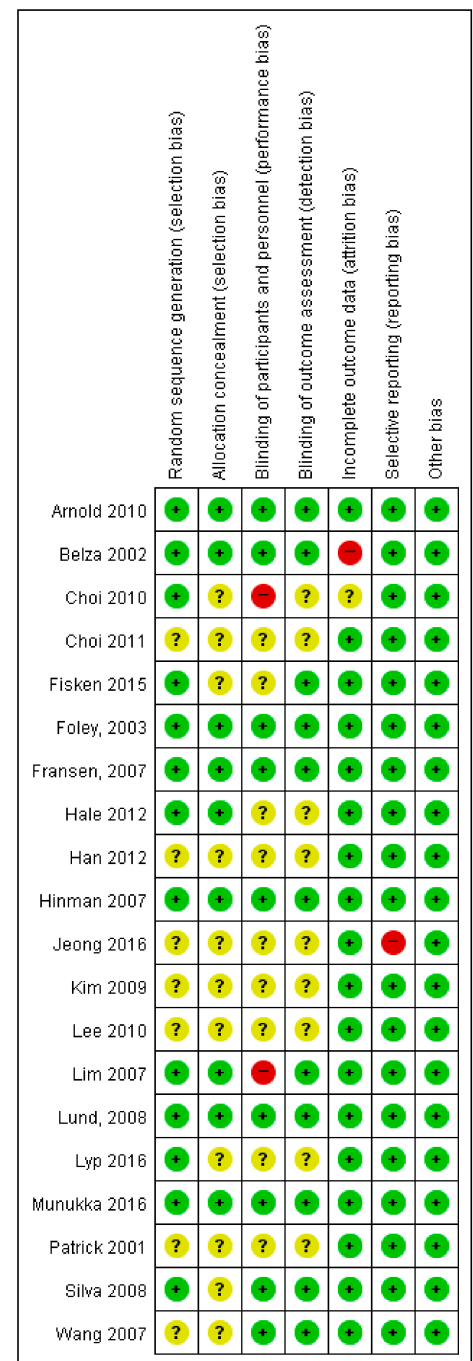 Random sequence generation (selection bias)
Allocation concealment (selection bias)
Blinding of participants and personnel (performance bias)
Blinding of outcome assessment (detection bias)
Incomplete outcome data (attrition bias)
Selective reporting (reporting bias)
Other bias
Arnold 2010 + + + + + + +
Belza 2002 + + + + − + +
Choi 2010 + ? − ? ? + +
Choi 2011 ? ? ? ? + + +
Fisken 2015 + ? ? + + + +
Foley, 2003 + + + + + + +
Fransen, 2007 + + + + + + +
Hale 2012 + + ? ? + + +
Han 2012 ? ? ? ? + + +
Hinman 2007 + + + + + + +
Jeong 2016 ? ? ? ? + − +
Kim 2009 ? ? ? ? + + +
Lee 2010 ? ? ? ? + + +
Lim 2007 + + − + + + +
Lund, 2008 + + + + + + +
Lyp 2016 + ? ? ? + + +
Munukka 2016 + + + + + + +
Patrick 2001 ? ? ? ? + + +
Silva 2008 + ? + + + + +
Wang 2007 ? ? + + + + +